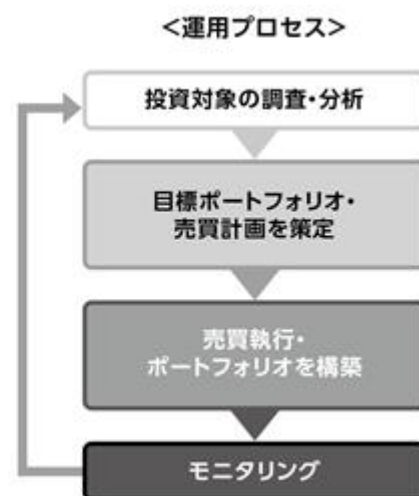 ＜運用プロセス＞
投資対象の調査・分析
目標ポートフォリオ・
売買計画を策定
売買執行・
ポートフォリオを構築
モニタリング